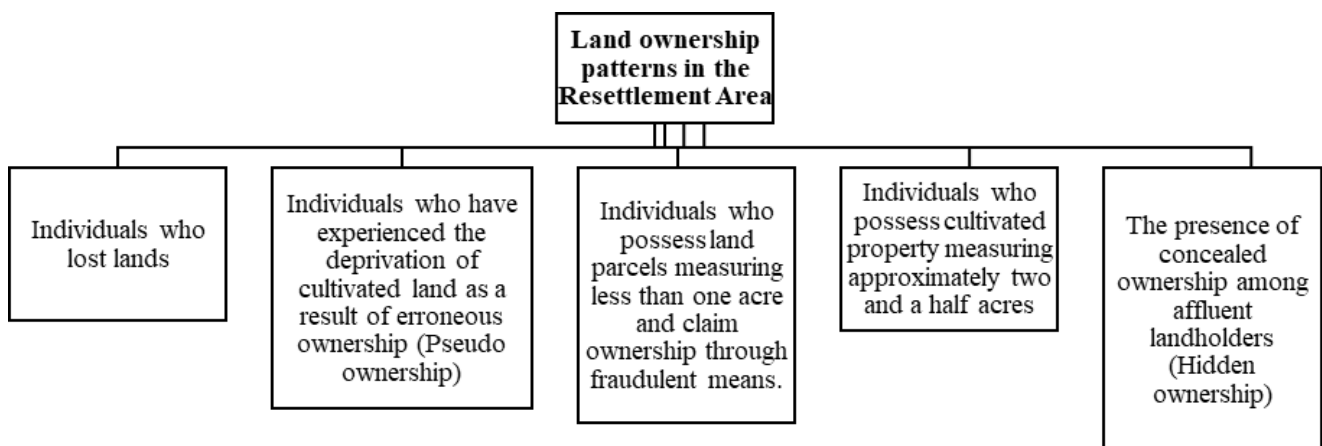 Land ownership
patterns in the
Resettlement Area
Individuals who
lost lands
Individuals who have
experienced the
deprivation of
cultivated land as a
result of erroneous
ownership (Pseudo
ownership)
Individuals who
possess land
parcels measuring
less than one acre
and claim
ownership through
fraudulent means.
Individuals who
possess cultivated
property measuring
approximately two
and a half acres
The presence of
concealed
ownership among
affluent
landholders
(Hidden
ownership)